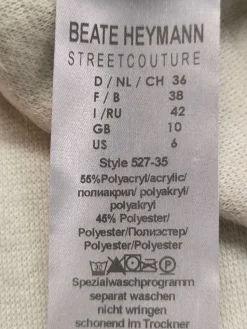 BEATE HEYMANN
STREETCOUTURE
D / NL / CH 36
F / B 38
I / RU 42
GB 10
US 6
Style 527-35
55%Polyacryl/acrylic/
полиакрил/ polyakryl/
polyakryl
45% Polyester/
Polyester/Полиэстер/
Polyester/Polyester
Spezialwaschprogramm
separat waschen
nicht wringen
schonend im Trockner